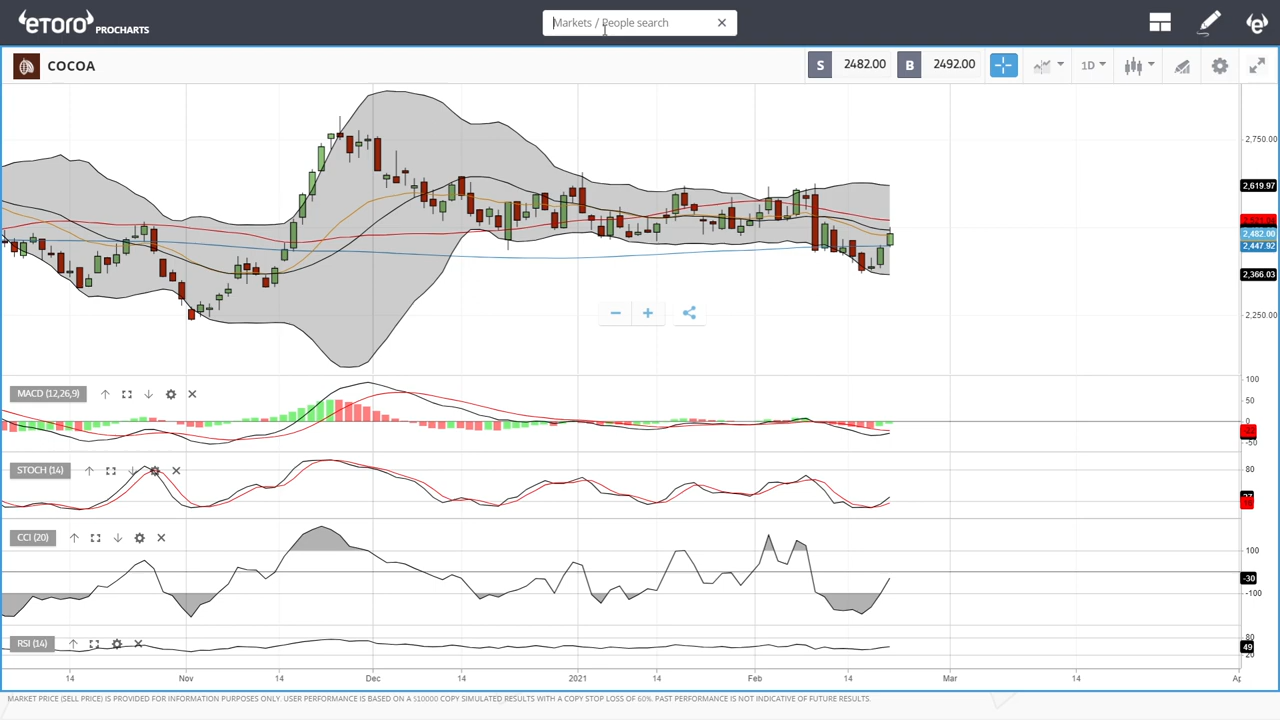 eToro PROCHARTS
Markets / People search
COCOA
S 2482.00 B 2492.00
1D
2,750.00
2,619.97
2,482.00
2,447.92
2,366.03
2,250.00
MACD (12,26,9)
100
50
0
-50
STOCH (14)
80
CCI (20)
100
-30
-100
RSI (14)
80
49
20
14 Nov 14 Dec 14 2021 14 Feb 14 Mar 14
MARKET PRICE (SELL PRICE) IS PROVIDED FOR INFORMATION PURPOSES ONLY. USER PERFORMANCE IS BASED ON A $10000 COPY SIMULATED RESULTS WITH A COPY STOP LOSS OF 60%. PAST PERFORMANCE IS NOT INDICATIVE OF FUTURE RESULTS.